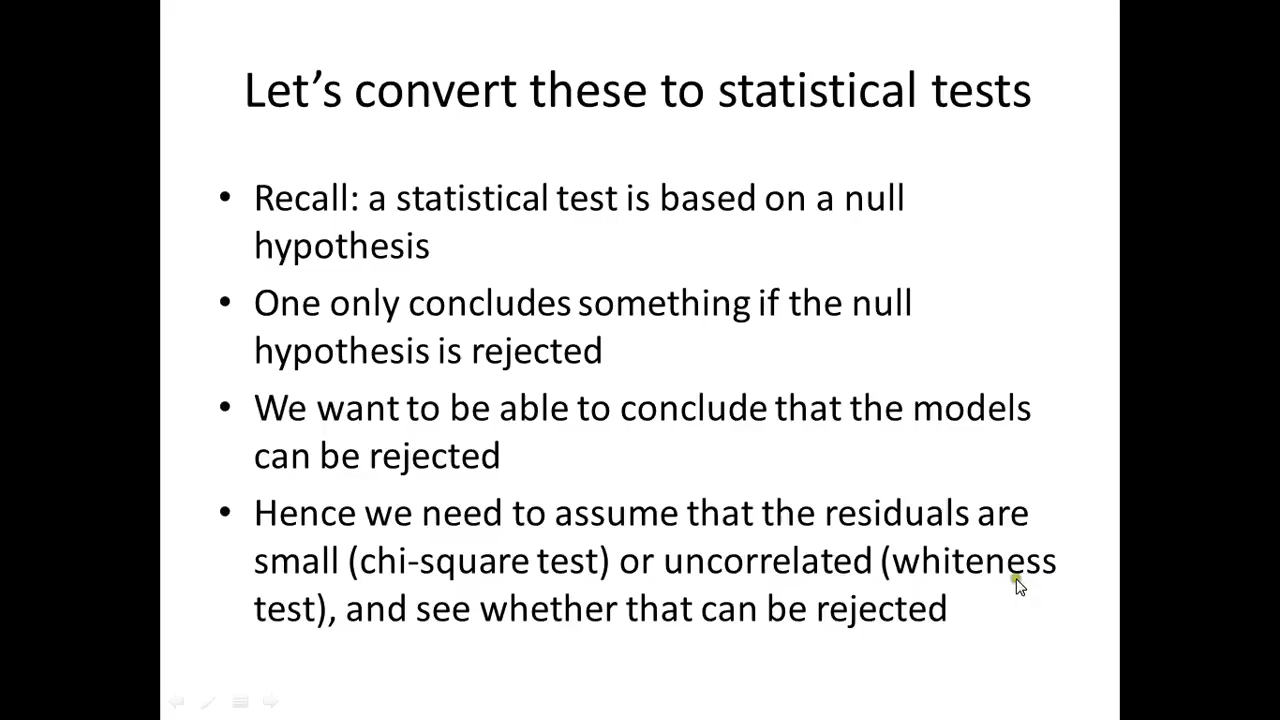 Let's convert these to statistical tests
• Recall: a statistical test is based on a null
hypothesis
• One only concludes something if the null
hypothesis is rejected
• We want to be able to conclude that the models
can be rejected
• Hence we need to assume that the residuals are
small (chi-square test) or uncorrelated (whiteness
test), and see whether that can be rejected